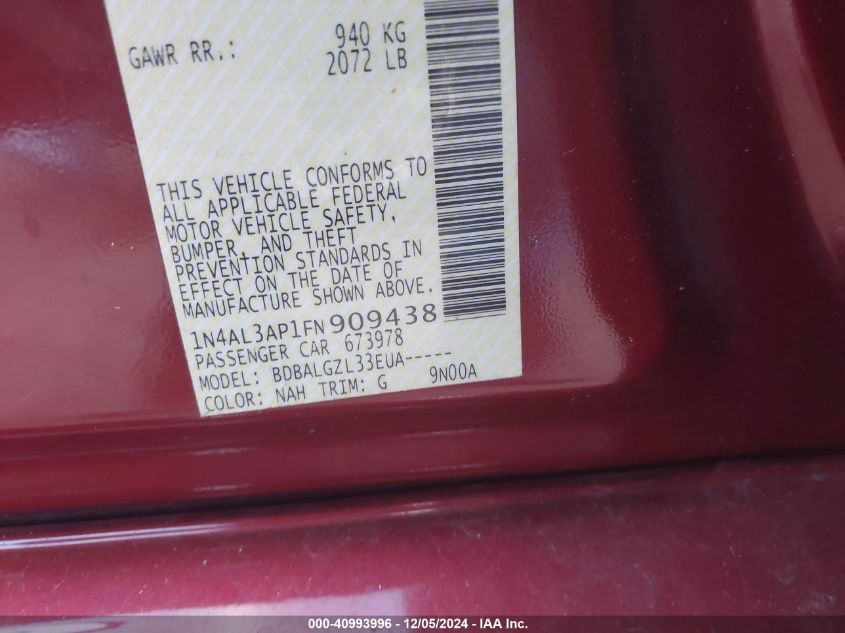 GAWR RR.: 940 KG
2072 LB
THIS VEHICLE CONFORMS TO
ALL APPLICABLE FEDERAL
MOTOR VEHICLE SAFETY,
BUMPER, AND THEFT
PREVENTION STANDARDS IN
EFFECT ON THE DATE OF
MANUFACTURE SHOWN ABOVE.
1N4AL3AP1FN909438
PASSENGER CAR 673978
MODEL: BDBALGZL33EUA-----
COLOR: NAH TRIM: G 9N00A
000-40993996 - 12/05/2024 - IAA Inc.